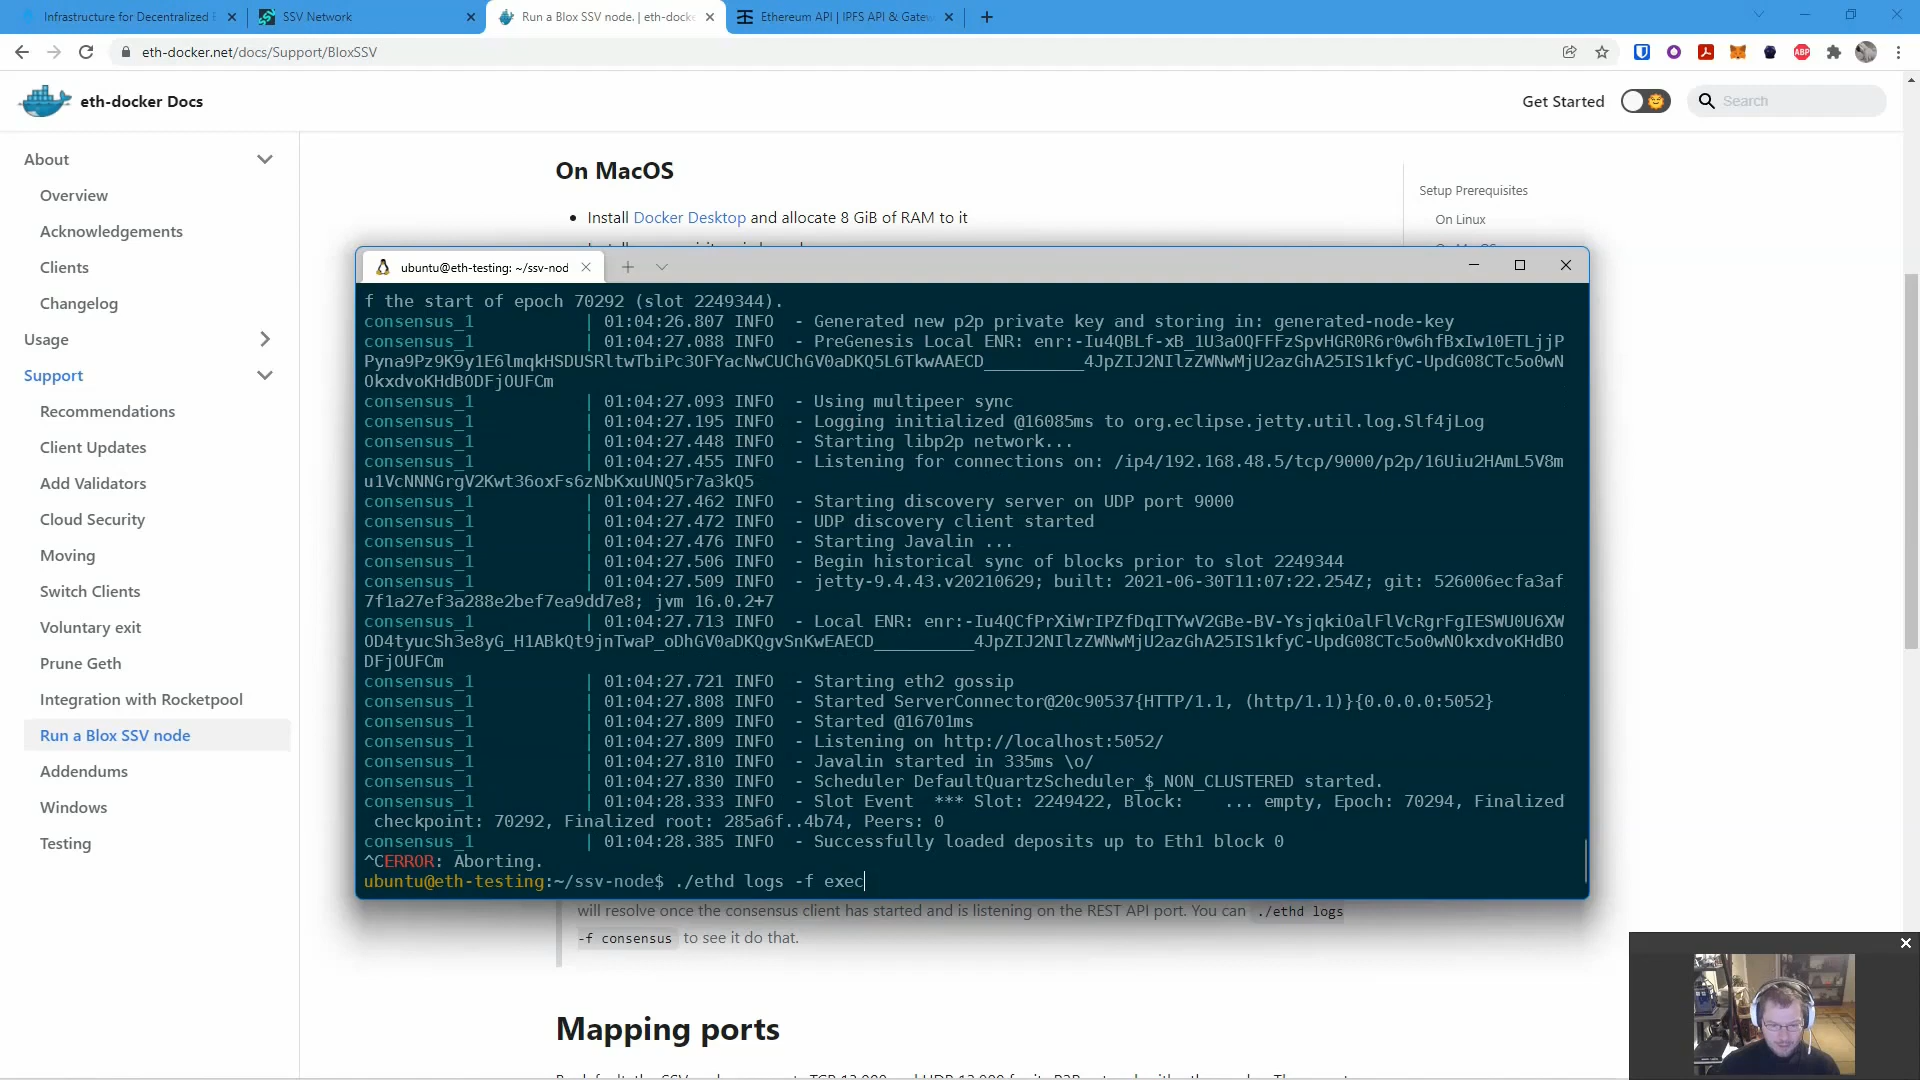 Infrastructure for Decentralized
SSV Network
Run a Blox SSV node. | eth-docke
Ethereum API | IPFS API & Gatew
eth-docker.net/docs/Support/BloxSSV
eth-docker Docs
Get Started
Search
About
Overview
Acknowledgements
Clients
Changelog
Usage
Support
Recommendations
Client Updates
Add Validators
Cloud Security
Moving
Switch Clients
Voluntary exit
Prune Geth
Integration with Rocketpool
Run a Blox SSV node
Addendums
Windows
Testing
On MacOS
Install Docker Desktop and allocate 8 GiB of RAM to it
Setup Prerequisites
On Linux
ubuntu@eth-testing: ~/ssv-nod
f the start of epoch 70292 (slot 2249344).
consensus_1 | 01:04:26.807 INFO - Generated new p2p private key and storing in: generated-node-key
consensus_1 | 01:04:27.088 INFO - PreGenesis Local ENR: enr:-Iu4QBLf-xB_1U3aOQFFFzSpvHGR0R6r0w6hfBxIw10ETLjjP
Pyna9Pz9K9y1E6lmqkHSDUSRltwTbiPc3OFYacNwCUChGV0aDKQ5L6TkwAAECD__________4JpZIJ2NIlzZWNwMjU2azGhA25IS1kfyC-UpdG08CTc5o0wN
OkxdvoKHdBODFjOUFCm
consensus_1 | 01:04:27.093 INFO - Using multipeer sync
consensus_1 | 01:04:27.195 INFO - Logging initialized @16085ms to org.eclipse.jetty.util.log.Slf4jLog
consensus_1 | 01:04:27.448 INFO - Starting libp2p network...
consensus_1 | 01:04:27.455 INFO - Listening for connections on: /ip4/192.168.48.5/tcp/9000/p2p/16Uiu2HAmL5V8m
u1VcNNNGrgV2Kwt36oxFs6zNbKxuUNQ5r7a3kQ5
consensus_1 | 01:04:27.462 INFO - Starting discovery server on UDP port 9000
consensus_1 | 01:04:27.472 INFO - UDP discovery client started
consensus_1 | 01:04:27.476 INFO - Starting Javalin ...
consensus_1 | 01:04:27.506 INFO - Begin historical sync of blocks prior to slot 2249344
consensus_1 | 01:04:27.509 INFO - jetty-9.4.43.v20210629; built: 2021-06-30T11:07:22.254Z; git: 526006ecfa3af
7f1a27ef3a288e2bef7ea9dd7e8; jvm 16.0.2+7
consensus_1 | 01:04:27.713 INFO - Local ENR: enr:-Iu4QCfPrXiWrIPZfDqITYwV2GBe-BV-YsjqkiOalFlVcRgrFgIESWU0U6XW
OD4tyucSh3e8yG_H1ABkQt9jnTwaP_oDhGV0aDKQgvSnKwEAECD__________4JpZIJ2NIlzZWNwMjU2azGhA25IS1kfyC-UpdG08CTc5o0wNOkxdvoKHdBO
DFjOUFCm
consensus_1 | 01:04:27.721 INFO - Starting eth2 gossip
consensus_1 | 01:04:27.808 INFO - Started ServerConnector@20c90537{HTTP/1.1, (http/1.1)}{0.0.0.0:5052}
consensus_1 | 01:04:27.809 INFO - Started @16701ms
consensus_1 | 01:04:27.809 INFO - Listening on http://localhost:5052/
consensus_1 | 01:04:27.810 INFO - Javalin started in 335ms \o/
consensus_1 | 01:04:27.830 INFO - Scheduler DefaultQuartzScheduler_$_NON_CLUSTERED started.
consensus_1 | 01:04:28.333 INFO - Slot Event *** Slot: 2249422, Block: ... empty, Epoch: 70294, Finalized
checkpoint: 70292, Finalized root: 285a6f..4b74, Peers: 0
consensus_1 | 01:04:28.385 INFO - Successfully loaded deposits up to Eth1 block 0
^CERROR: Aborting.
ubuntu@eth-testing:~/ssv-node$ ./ethd logs -f exec
will resolve once the consensus client has started and is listening on the REST API port. You can ./ethd logs
-f consensus to see it do that.
Mapping ports